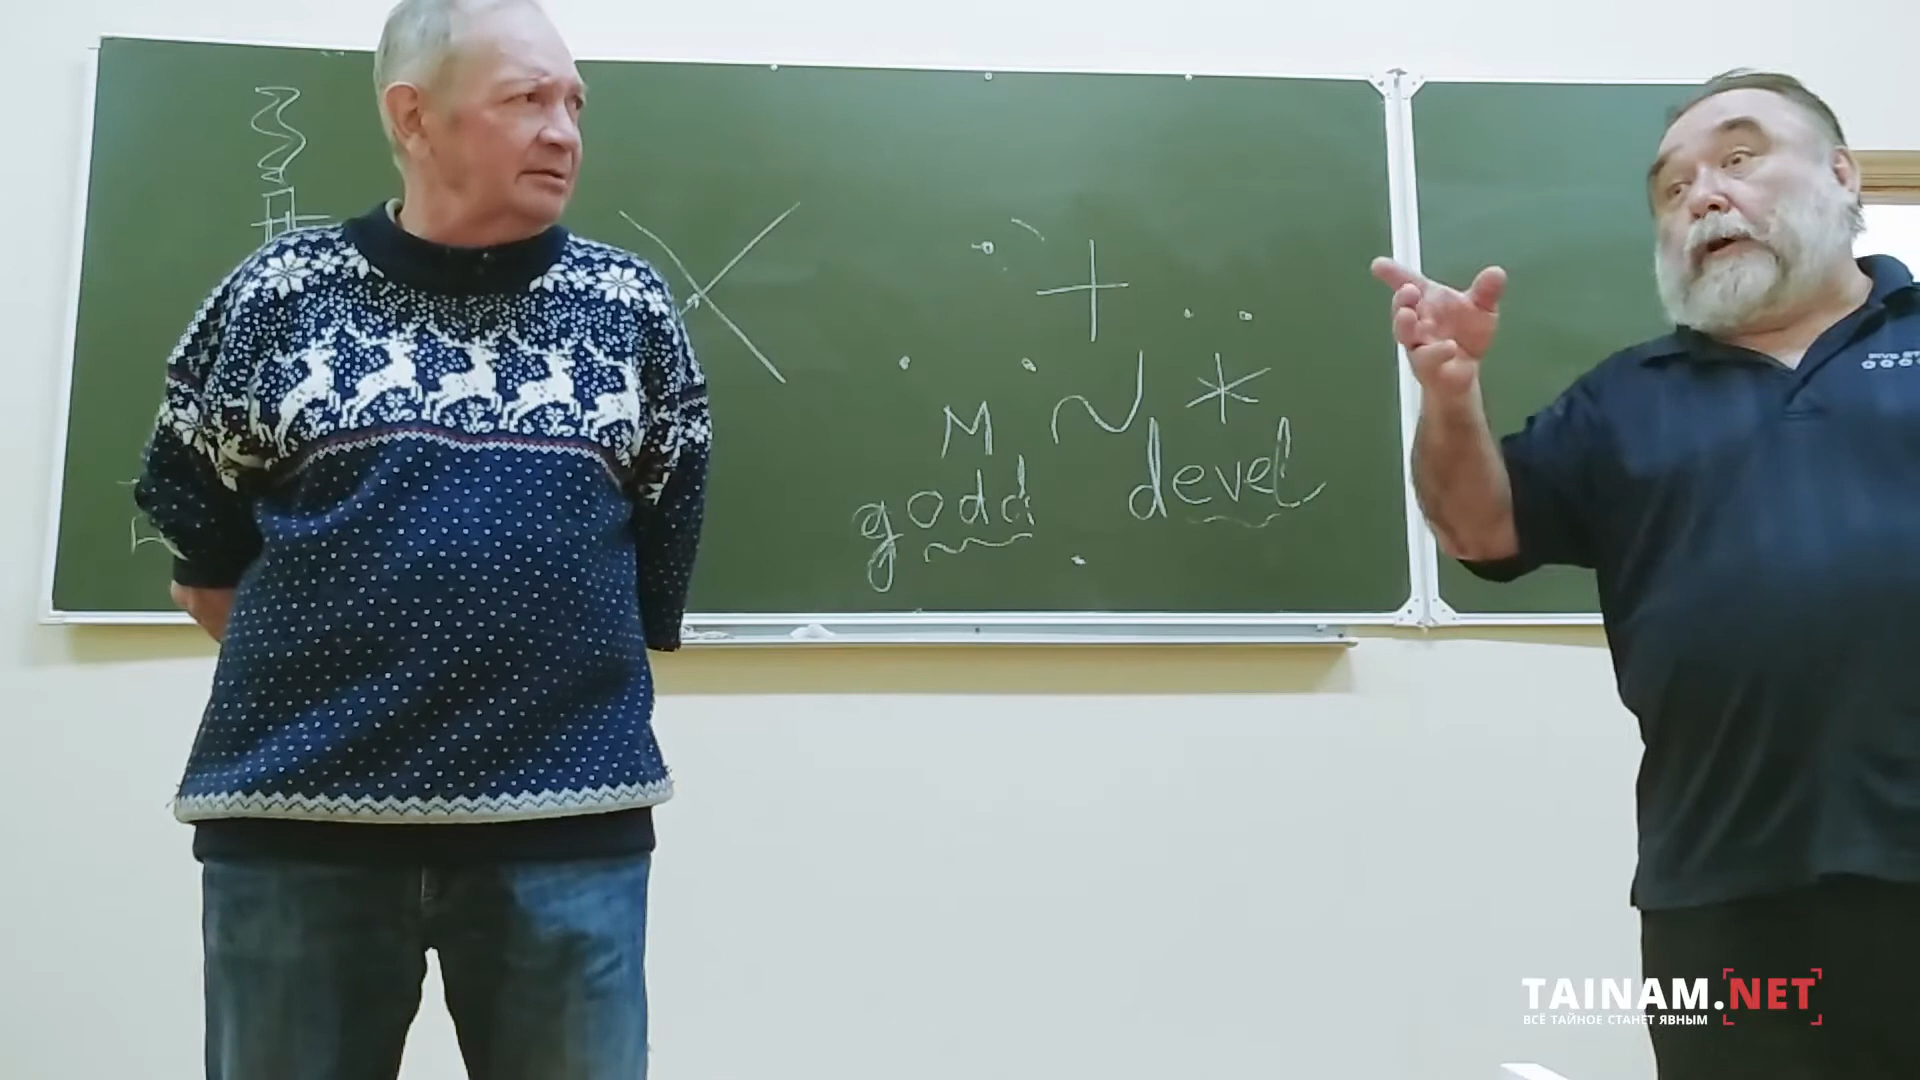 +
M
godd
devel
TAINAM.NET
ВСЁ ТАЙНОЕ СТАНЕТ ЯВНЫМ